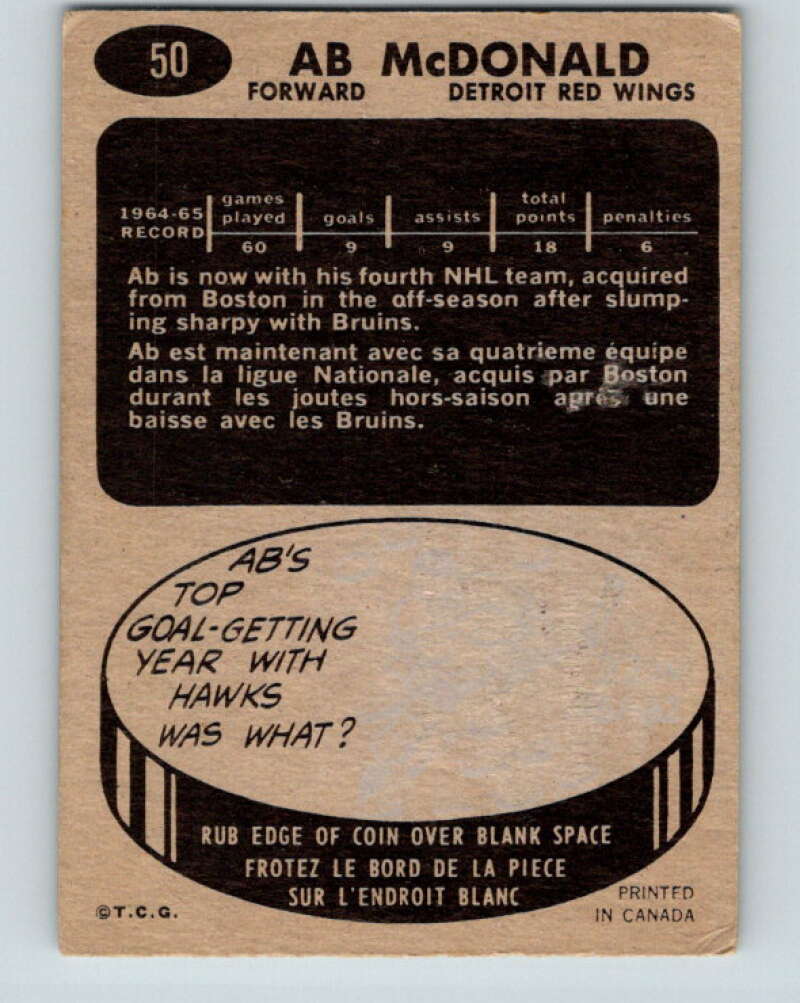 50
AB McDONALD
FORWARD DETROIT RED WINGS
1964-65 RECORD
games played goals assists total points penalties
60 9 9 18 6
Ab is now with his fourth NHL team, acquired
from Boston in the off-season after slump-
ing sharpy with Bruins.
Ab est maintenant avec sa quatrieme équipe
dans la ligue Nationale, acquis par Boston
durant les joutes hors-saison après une
baisse avec les Bruins.
AB'S
TOP
GOAL-GETTING
YEAR WITH
HAWKS
WAS WHAT?
RUB EDGE OF COIN OVER BLANK SPACE
FROTEZ LE BORD DE LA PIECE
SUR L'ENDROIT BLANC
©T.C.G.
PRINTED
IN CANADA